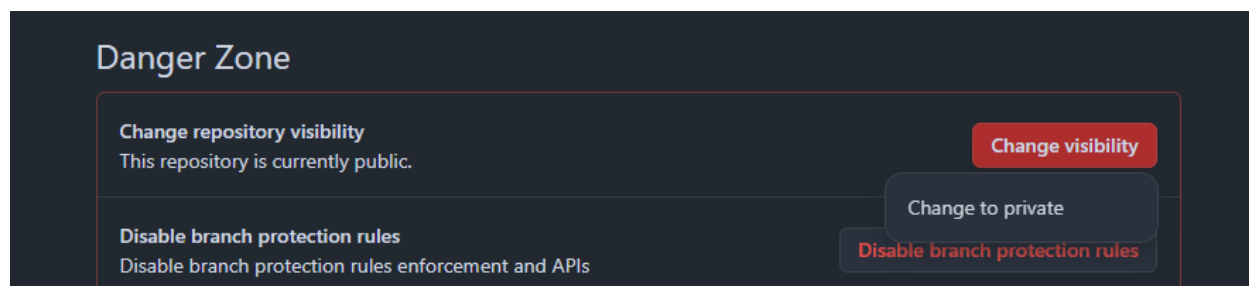 Danger Zone
Change repository visibility
This repository is currently public.
Change visibility
Change to private
Disable branch protection rules
Disable branch protection rules enforcement and APIs
Disable branch protection rules